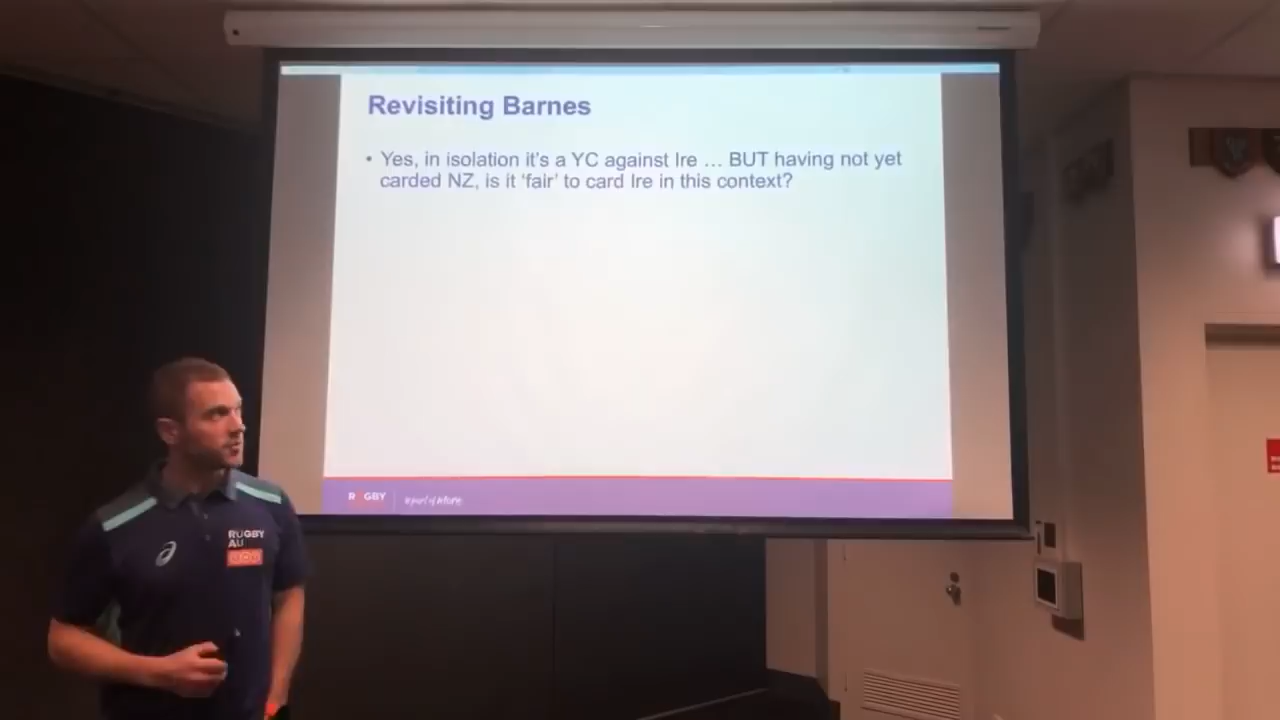 Revisiting Barnes
• Yes, in isolation it's a YC against Ire … BUT having not yet
carded NZ, is it 'fair' to card Ire in this context?
RUGBY
RUGBY
AU